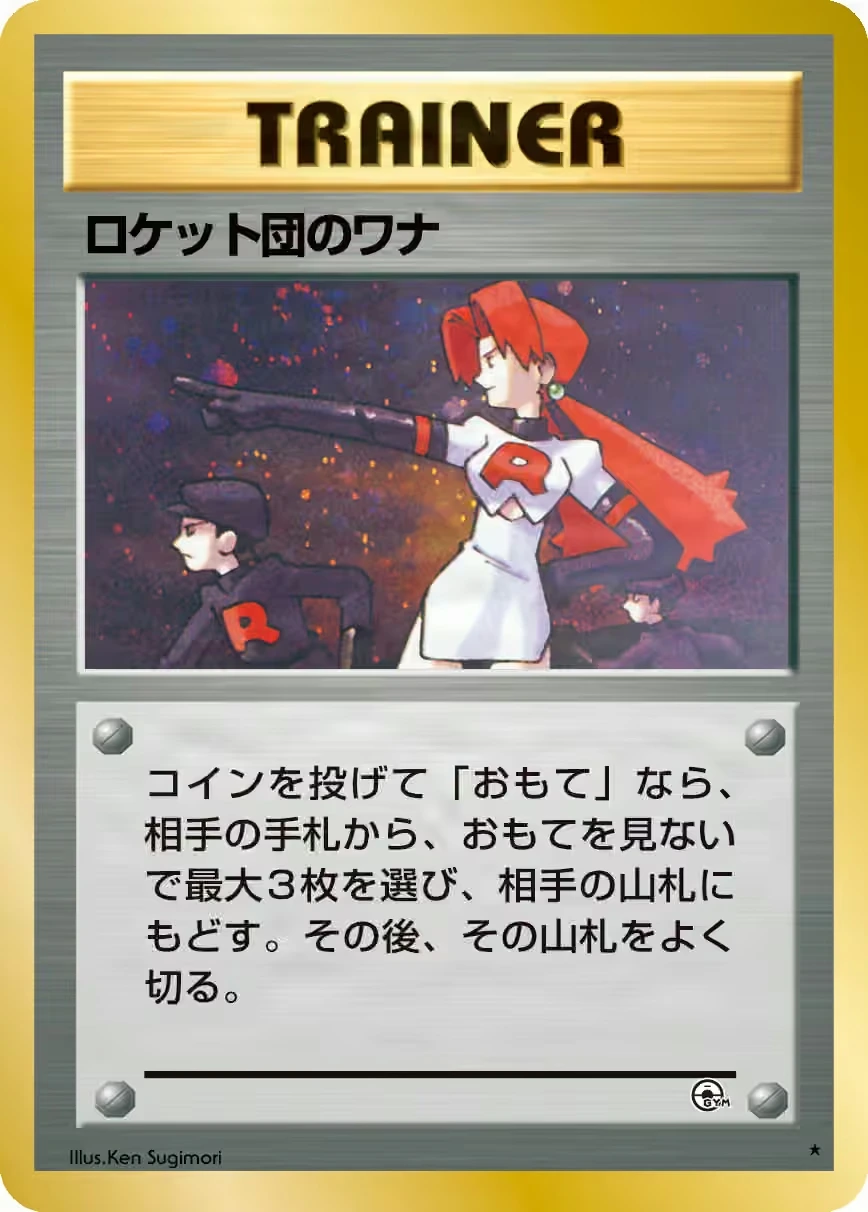 TRAINER
ロケット団のワナ
R
R
コインを投げて「おもて」なら、
相手の手札から、おもてを見ない
で最大3枚を選び、相手の山札に
もどす。その後、その山札をよく
切る。
GYM
Illus.Ken Sugimori
★